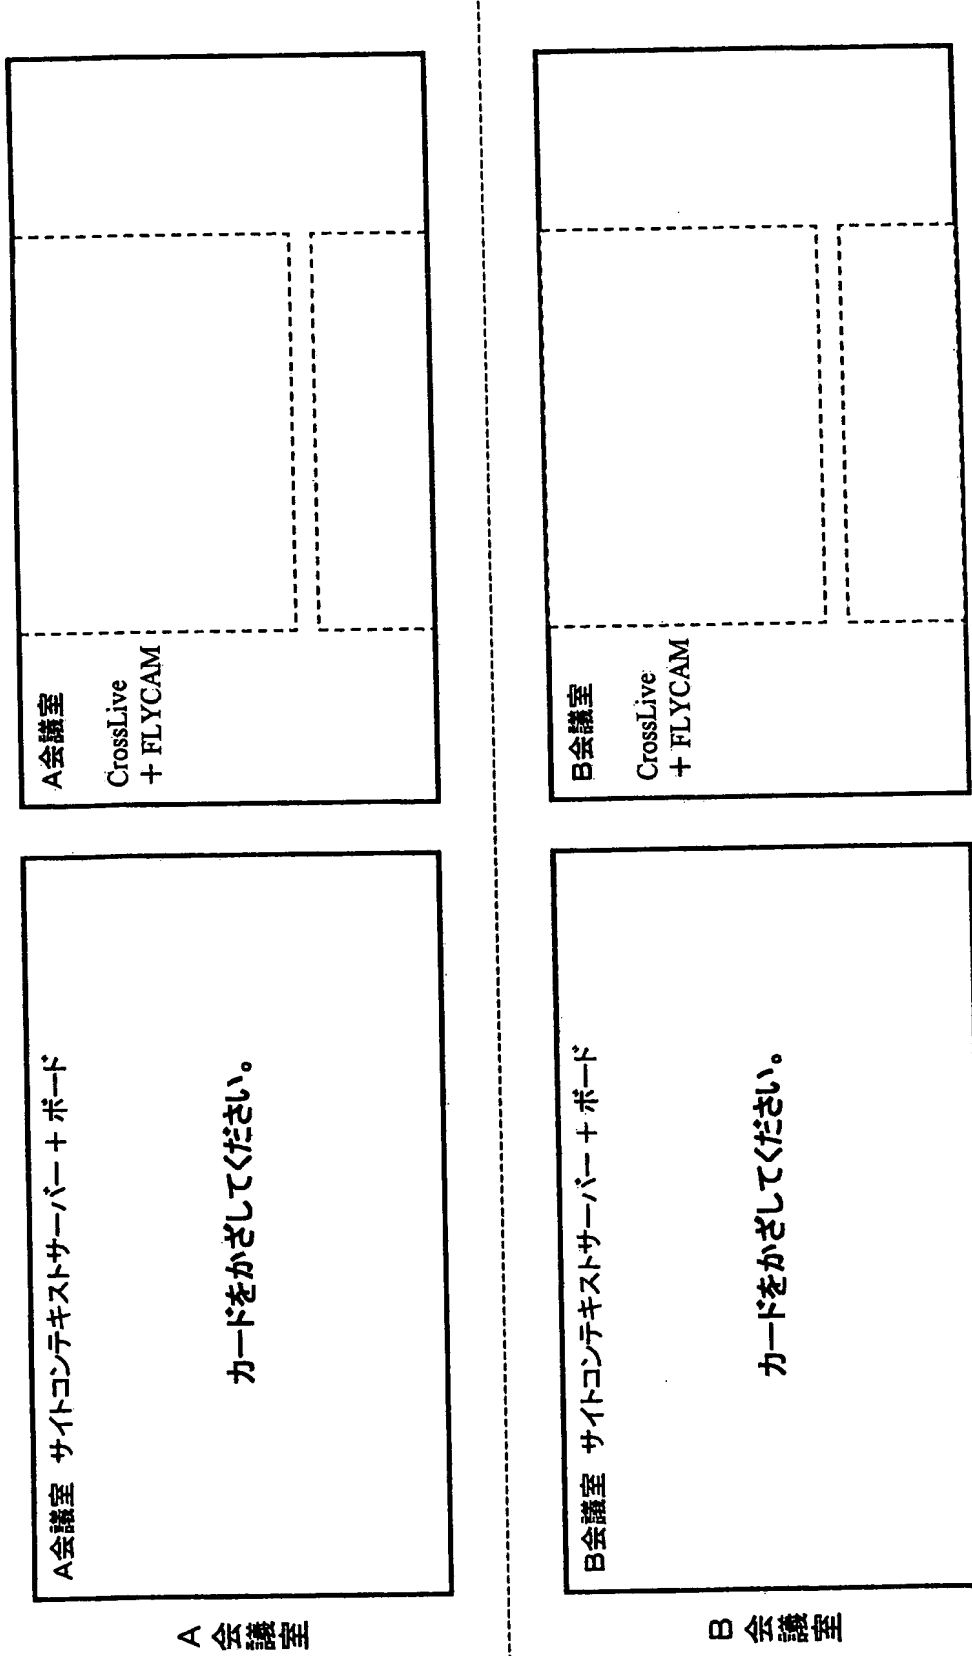 A会議室
A会議室 サイトコンテキストサーバー + ボード
カードをかざしてください。
A会議室
CrossLive
+ FLYCAM
B会議室
B会議室 サイトコンテキストサーバー + ボード
カードをかざしてください。
B会議室
CrossLive
+ FLYCAM